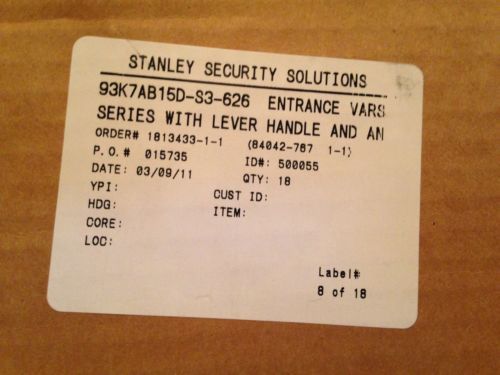 STANLEY SECURITY SOLUTIONS
93K7AB15D-S3-626 ENTRANCE VARS
SERIES WITH LEVER HANDLE AND AN
ORDER# 1813433-1-1 (84042-767 1-1)
P.O.# 015735 ID#: 500055
DATE: 03/09/11 QTY: 18
YPI: CUST ID:
HDG: ITEM:
CORE:
LOC:
Label#
8 of 18